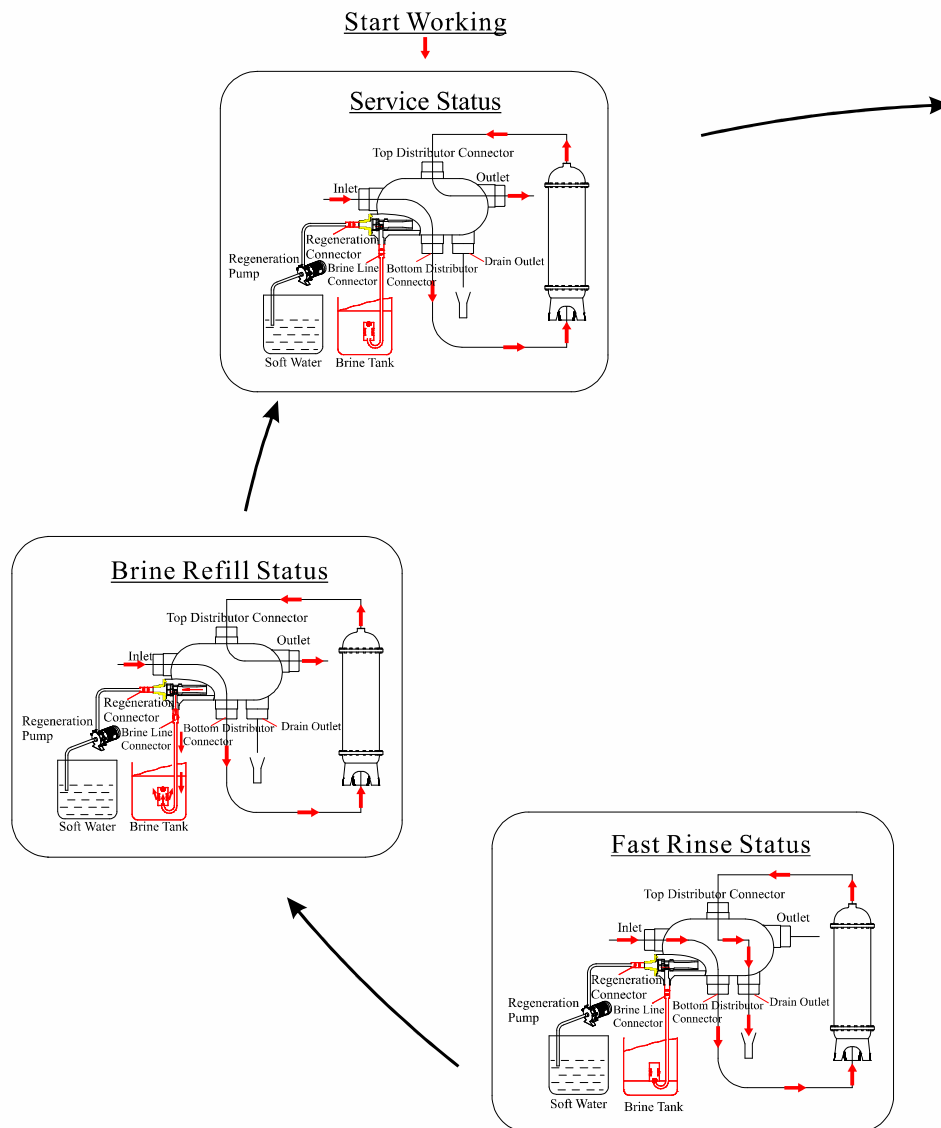 Start Working
Service Status
Top Distributor Connector
Outlet
Inlet
Regeneration
Connector
Regeneration
Pump
Brine Line
Connector
Bottom Distributor
Connector
Drain Outlet
Soft Water
Brine Tank
Brine Refill Status
Top Distributor Connector
Outlet
Inlet
Regeneration
Connector
Regeneration
Pump
Brine Line
Connector
Bottom Distributor
Connector
Drain Outlet
Soft Water
Brine Tank
Fast Rinse Status
Top Distributor Connector
Outlet
Inlet
Regeneration
Connector
Regeneration
Pump
Brine Line
Connector
Bottom Distributor
Connector
Drain Outlet
Soft Water
Brine Tank